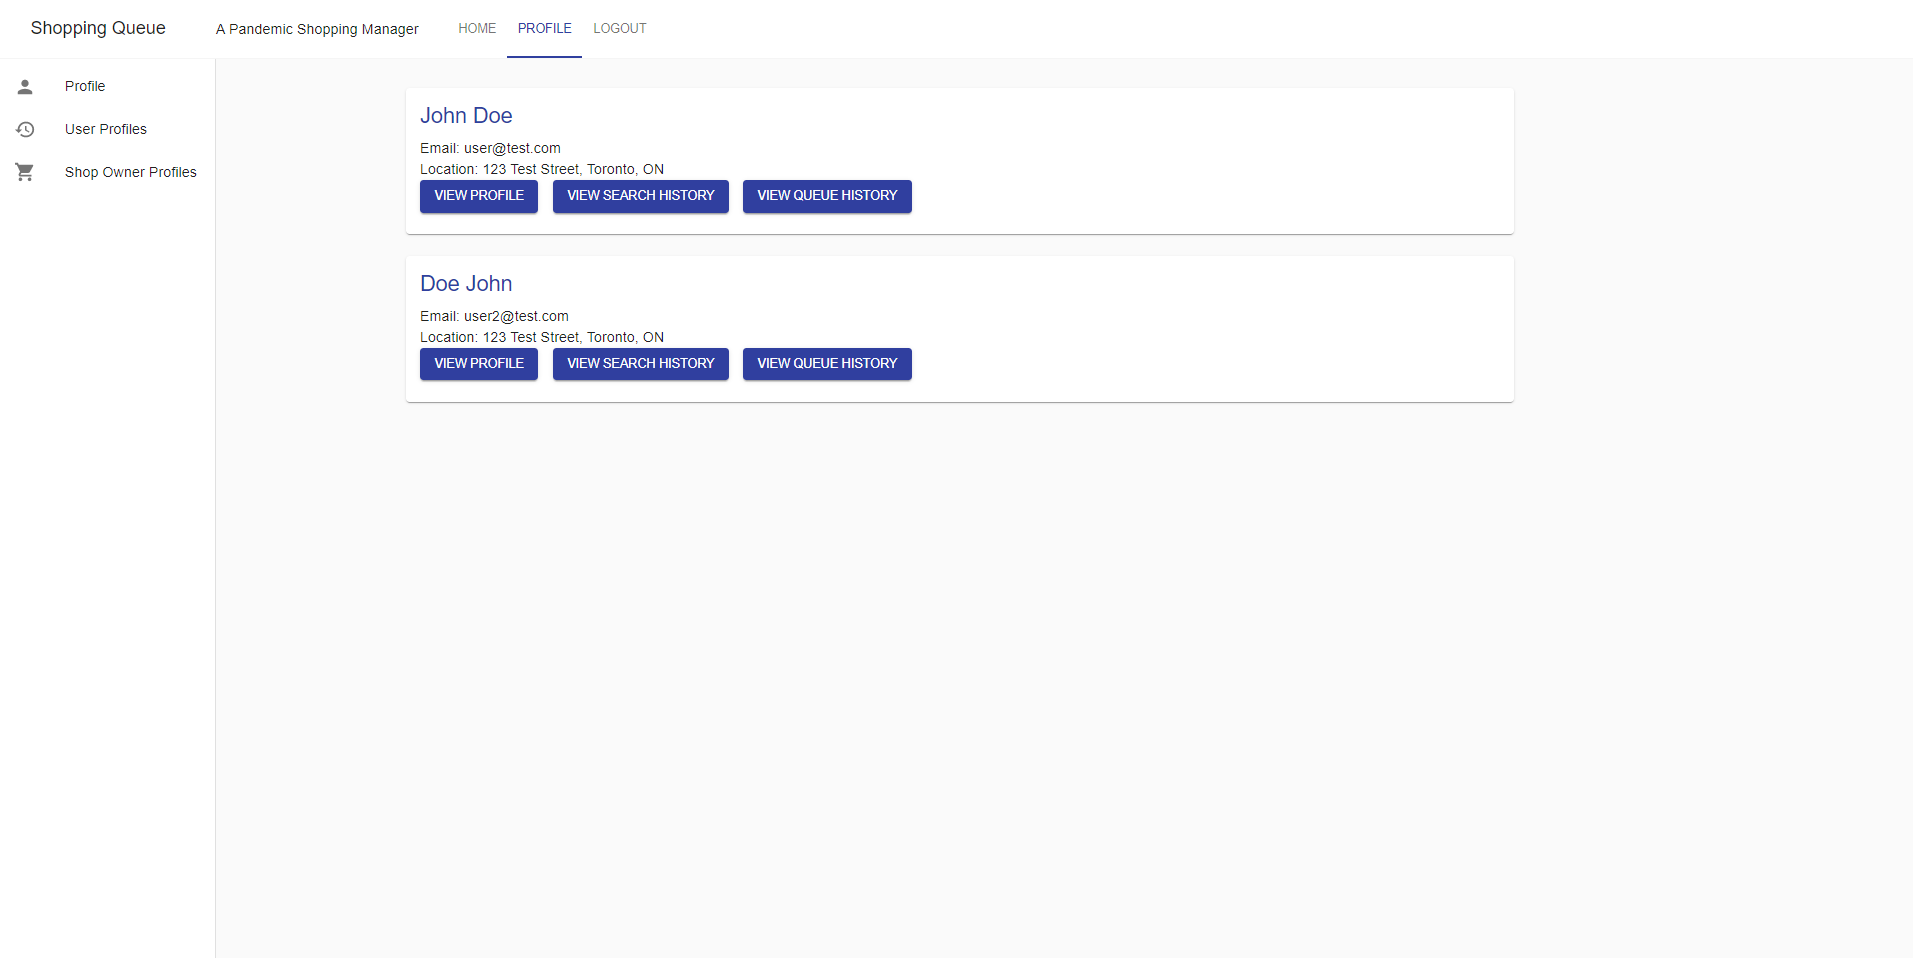 Shopping Queue
A Pandemic Shopping Manager
HOME
PROFILE
LOGOUT
Profile
User Profiles
Shop Owner Profiles
John Doe
Email: user@test.com
Location: 123 Test Street, Toronto, ON
VIEW PROFILE
VIEW SEARCH HISTORY
VIEW QUEUE HISTORY
Doe John
Email: user2@test.com
Location: 123 Test Street, Toronto, ON
VIEW PROFILE
VIEW SEARCH HISTORY
VIEW QUEUE HISTORY